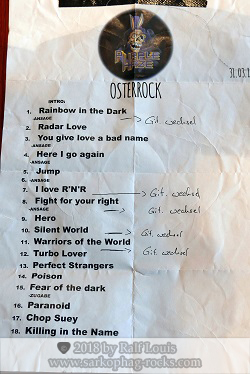 31.03.1
OSTERROCK
INTRO:
1. Rainbow in the Dark
ANSAGE
Git. wechsel
2. Radar Love
3. You give love a bad name
-ANSAGE
4. Here I go again
-ANSAGE
5. Jump
6. -ANSAGE
7. I love R'N'R
Git. wechsel
8. Fight for your right
-ANSAGE
Git. wechsel
9. Hero
10. Silent World
Git. wechsel
11. Warriors of the World
12. Turbo Lover
Git. wechsel
13. Perfect Strangers
14. Poison
15. Fear of the dark
ZUGABE
16. Paranoid
17. Chop Suey
18. Killing in the Name
© 2018 by Ralf Louis
www.sarkophag-rocks.com